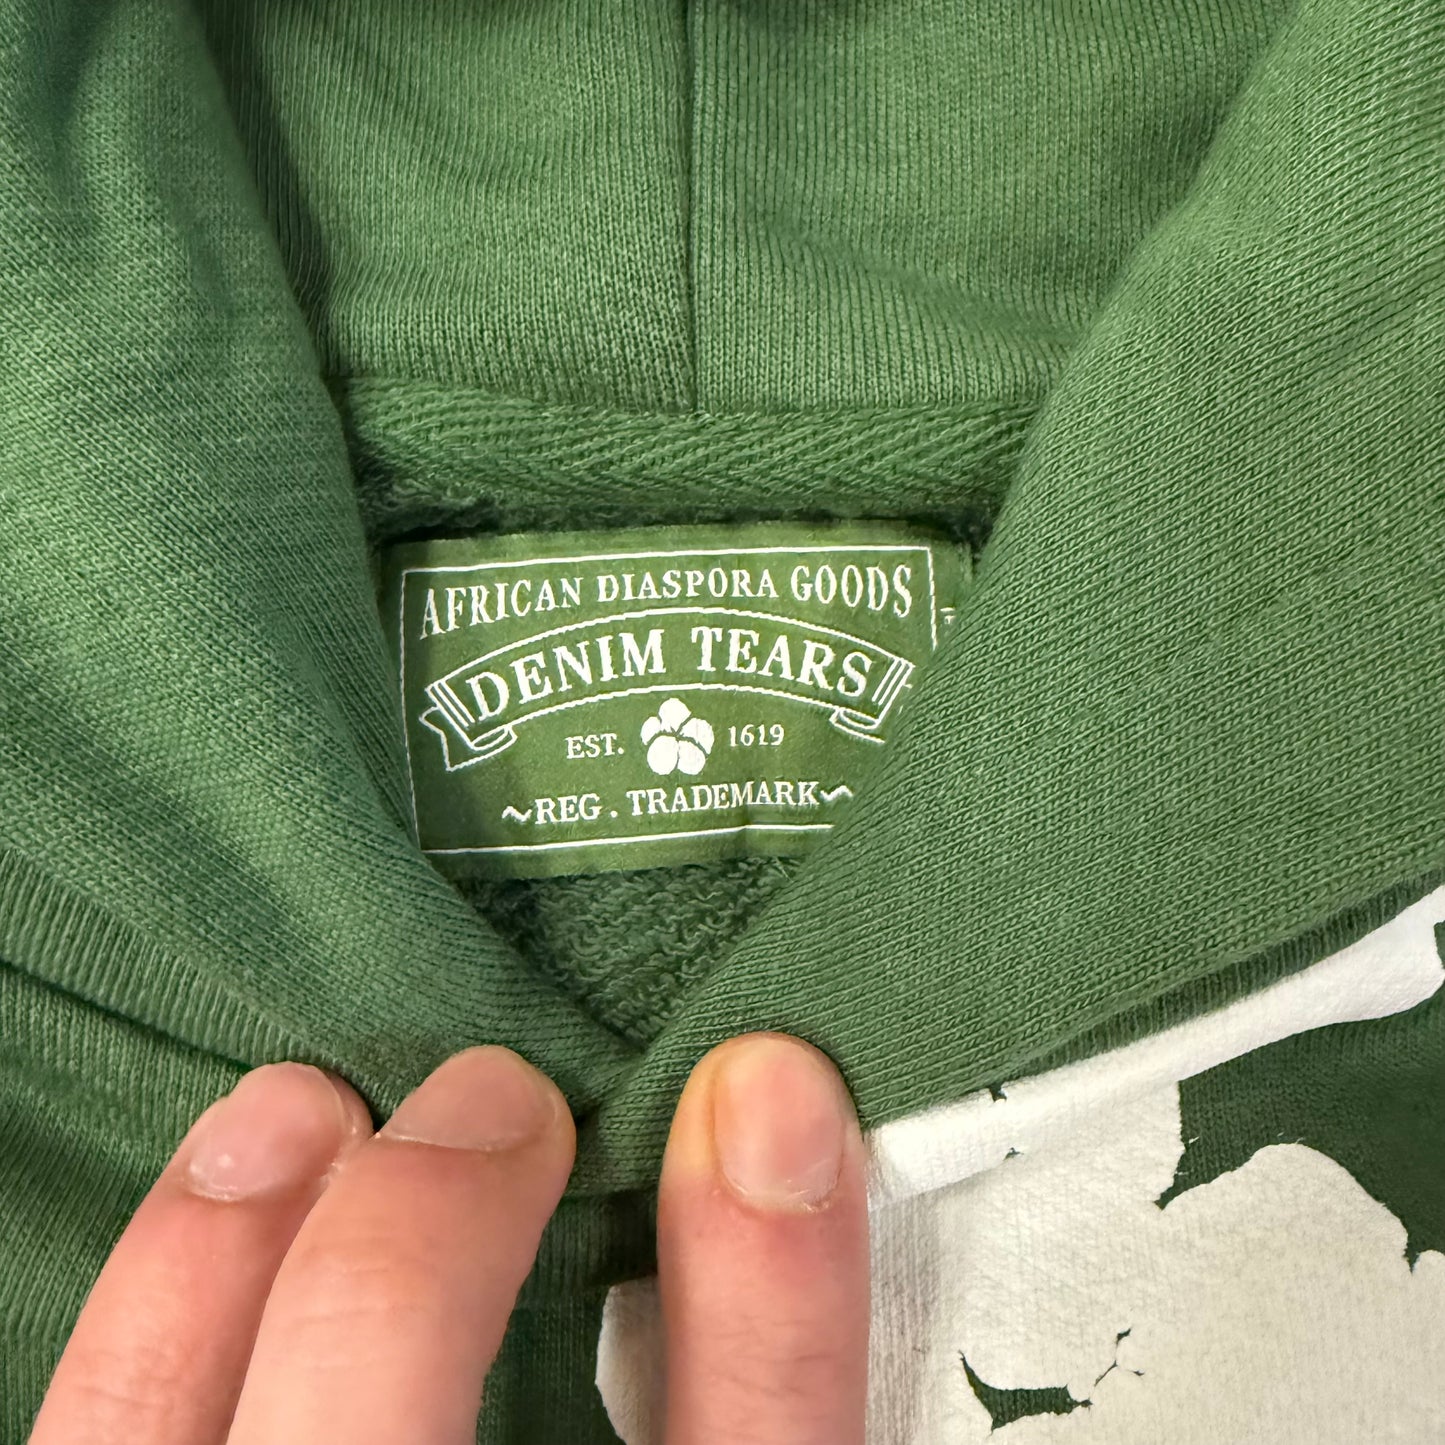 AFRICAN DIASPORA GOODS
DENIM TEARS
EST. 1619
~REG. TRADEMARK~